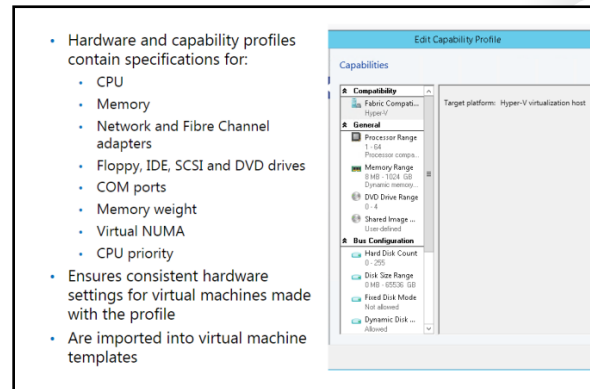 • Hardware and capability profiles
contain specifications for:
• CPU
• Memory
• Network and Fibre Channel
adapters
• Floppy, IDE, SCSI and DVD drives
• COM ports
• Memory weight
• Virtual NUMA
• CPU priority
• Ensures consistent hardware
settings for virtual machines made
with the profile
• Are imported into virtual machine
templates
Edit Capability Profile
Capabilities
Compatibility
Fabric Compati...
Hyper-V
General
Processor Range
1 - 64
Processor compa...
Memory Range
8 MB - 1024 GB
Dynamic memory...
DVD Drive Range
0 - 4
Shared Image ...
User-defined
Bus Configuration
Hard Disk Count
0 - 255
Disk Size Range
0 MB - 65536 GB
Fixed Disk Mode
Not allowed
Dynamic Disk ...
Allowed
Target platform: Hyper-V virtualization host